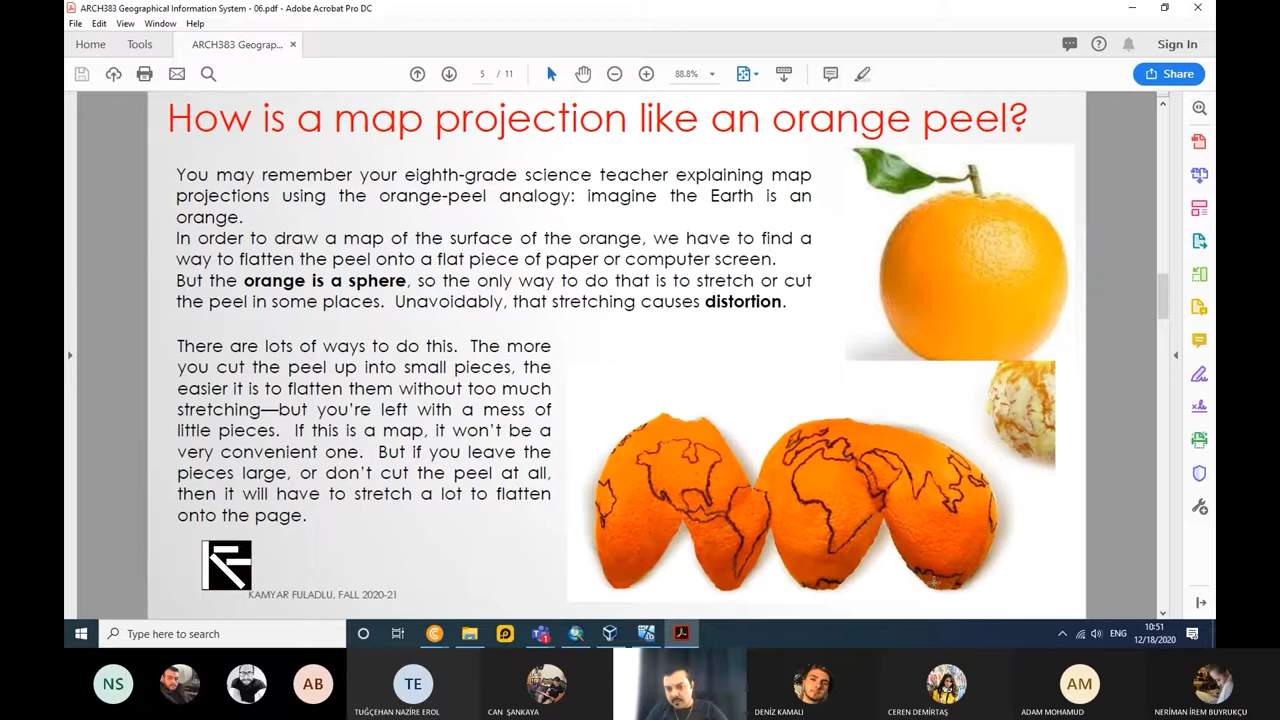 ARCH383 Geographical Information System - 06.pdf - Adobe Acrobat Pro DC
File Edit View Window Help
Home Tools ARCH383 Geograp... × Sign In
5 / 11 88.8% Share
How is a map projection like an orange peel?
You may remember your eighth-grade science teacher explaining map
projections using the orange-peel analogy: imagine the Earth is an
orange.
In order to draw a map of the surface of the orange, we have to find a
way to flatten the peel onto a flat piece of paper or computer screen.
But the orange is a sphere, so the only way to do that is to stretch or cut
the peel in some places. Unavoidably, that stretching causes distortion.
There are lots of ways to do this. The more
you cut the peel up into small pieces, the
easier it is to flatten them without too much
stretching—but you're left with a mess of
little pieces. If this is a map, it won't be a
very convenient one. But if you leave the
pieces large, or don't cut the peel at all,
then it will have to stretch a lot to flatten
onto the page.
KAMYAR FULADLU, FALL 2020-21
Type here to search ENG 10:51
12/18/2020
NS AB TE AM
TUĞÇEHAN NAZİRE EROL CAN ŞANKAYA DENİZ KAMALI CEREN DEMİRTAŞ ADAM MOHAMUD NERİMAN İREM BUYRUKÇU